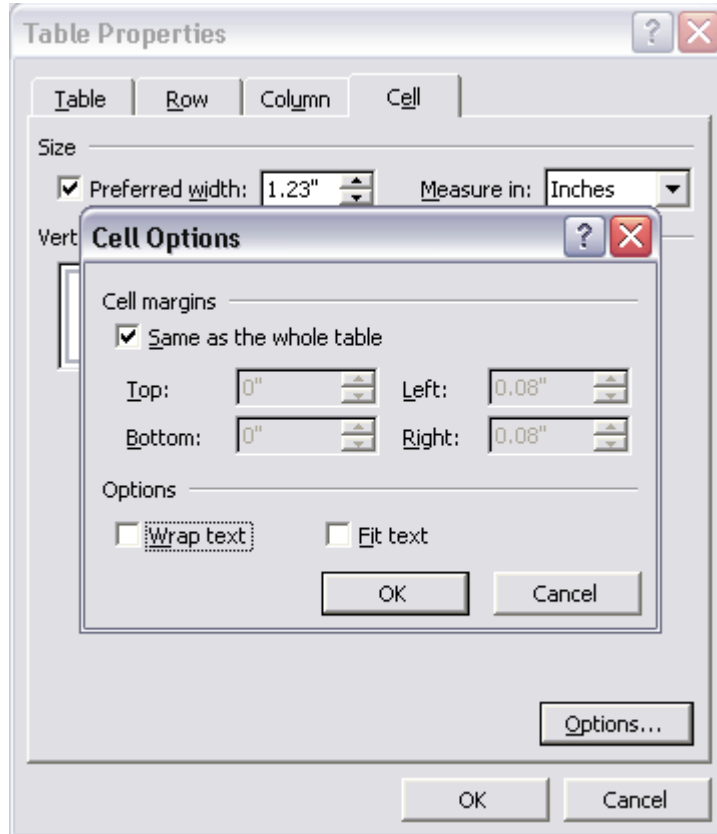 Table Properties
Table Row Column Cell
Size
Preferred width: 1.23" Measure in: Inches
Vert
Cell Options
Cell margins
Same as the whole table
Top: 0" Left: 0.08"
Bottom: 0" Right: 0.08"
Options
Wrap text Fit text
OK Cancel
Options...
OK Cancel